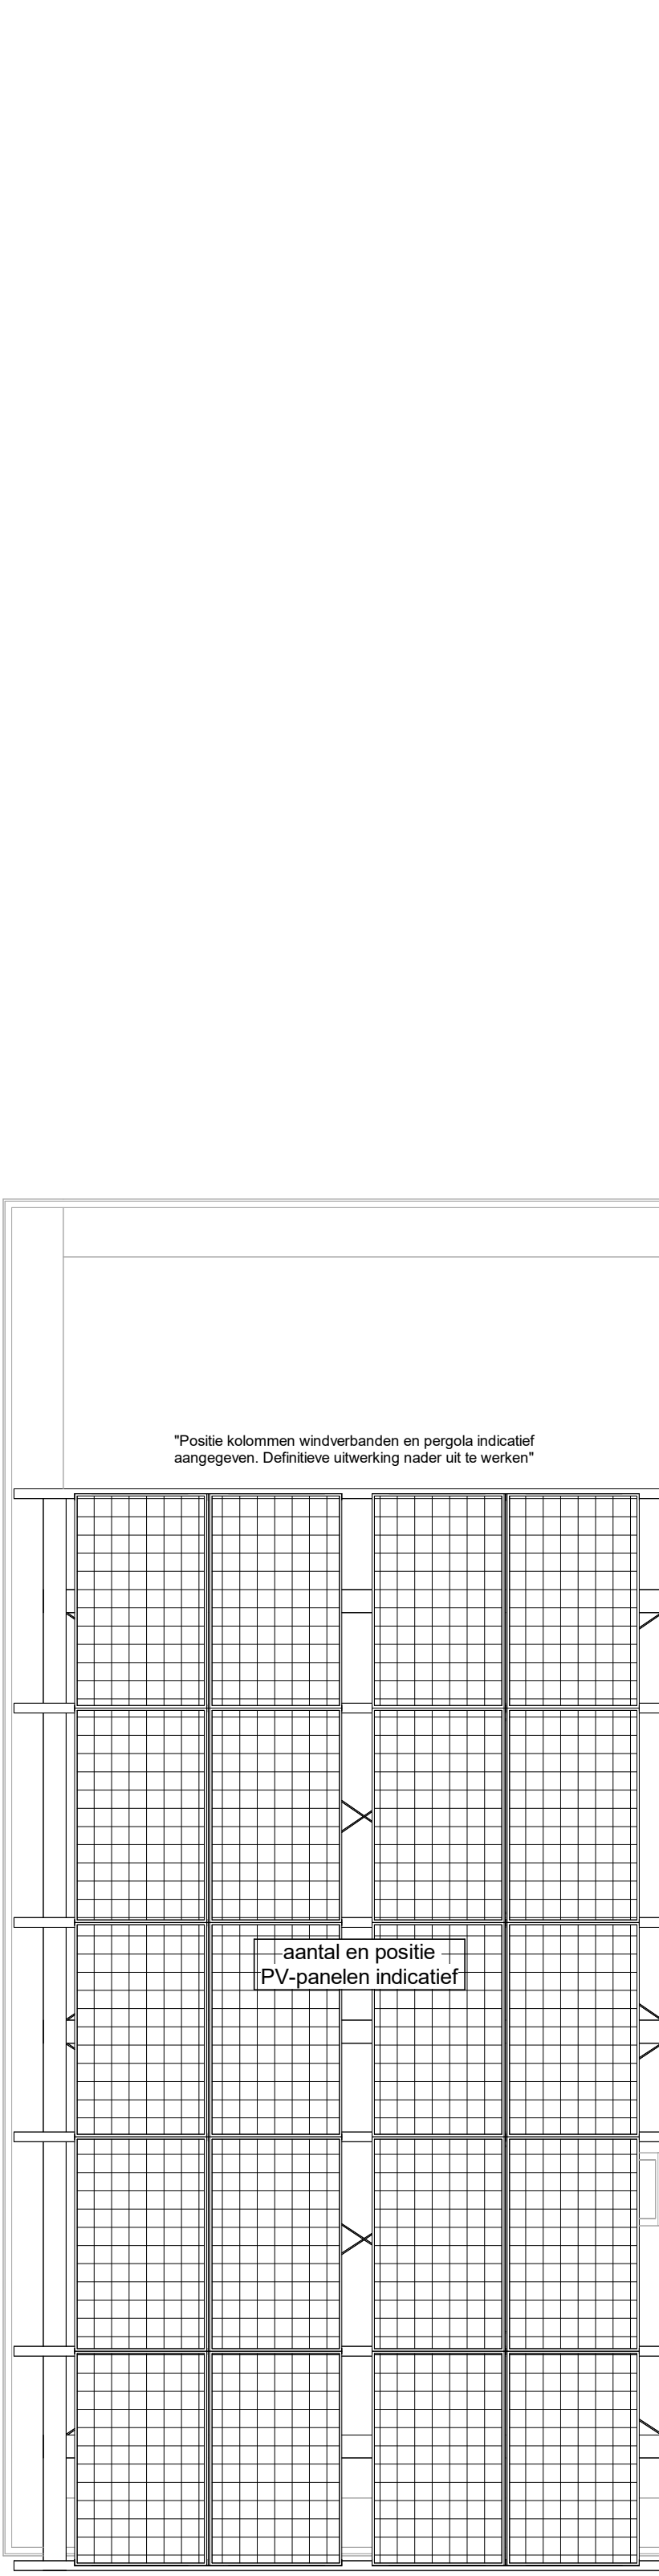 "Positie kolommen windverbanden en pergola indicatief
aangegeven. Definitieve uitwerking nader uit te werken"
aantal en positie
PV-panelen indicatief